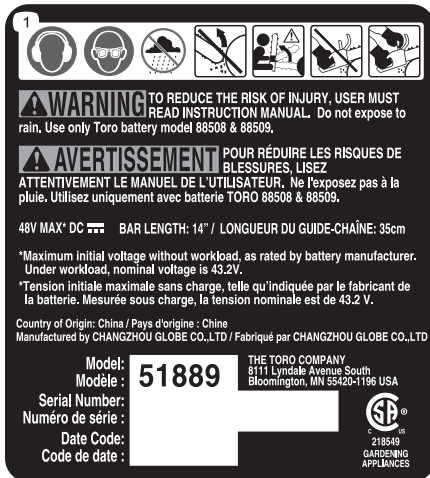 1
WARNING TO REDUCE THE RISK OF INJURY, USER MUST
READ INSTRUCTION MANUAL. Do not expose to
rain. Use only Toro battery model 88508 & 88509.
AVERTISSEMENT POUR RÉDUIRE LES RISQUES DE
BLESSURES, LISEZ
ATTENTIVEMENT LE MANUEL DE L'UTILISATEUR. Ne l'exposez pas à la
pluie. Utilisez uniquement avec batterie TORO 88508 & 88509.
48V MAX* DC BAR LENGTH: 14" / LONGUEUR DU GUIDE-CHAÎNE: 35cm
*Maximum initial voltage without workload, as rated by battery manufacturer.
Under workload, nominal voltage is 43.2V.
*Tension initiale maximale sans charge, telle qu'indiquée par le fabricant de
la batterie. Mesurée sous charge, la tension nominale est de 43.2 V.
Country of Origin: China / Pays d'origine : Chine
Manufactured by CHANGZHOU GLOBE CO.,LTD / Fabriqué par CHANGZHOU GLOBE CO.,LTD
Model:
Modèle :
51889
Serial Number:
Numéro de série :
Date Code:
Code de date :
THE TORO COMPANY
8111 Lyndale Avenue South
Bloomington, MN 55420-1196 USA
SA ®
C US
218549
GARDENING
APPLIANCES